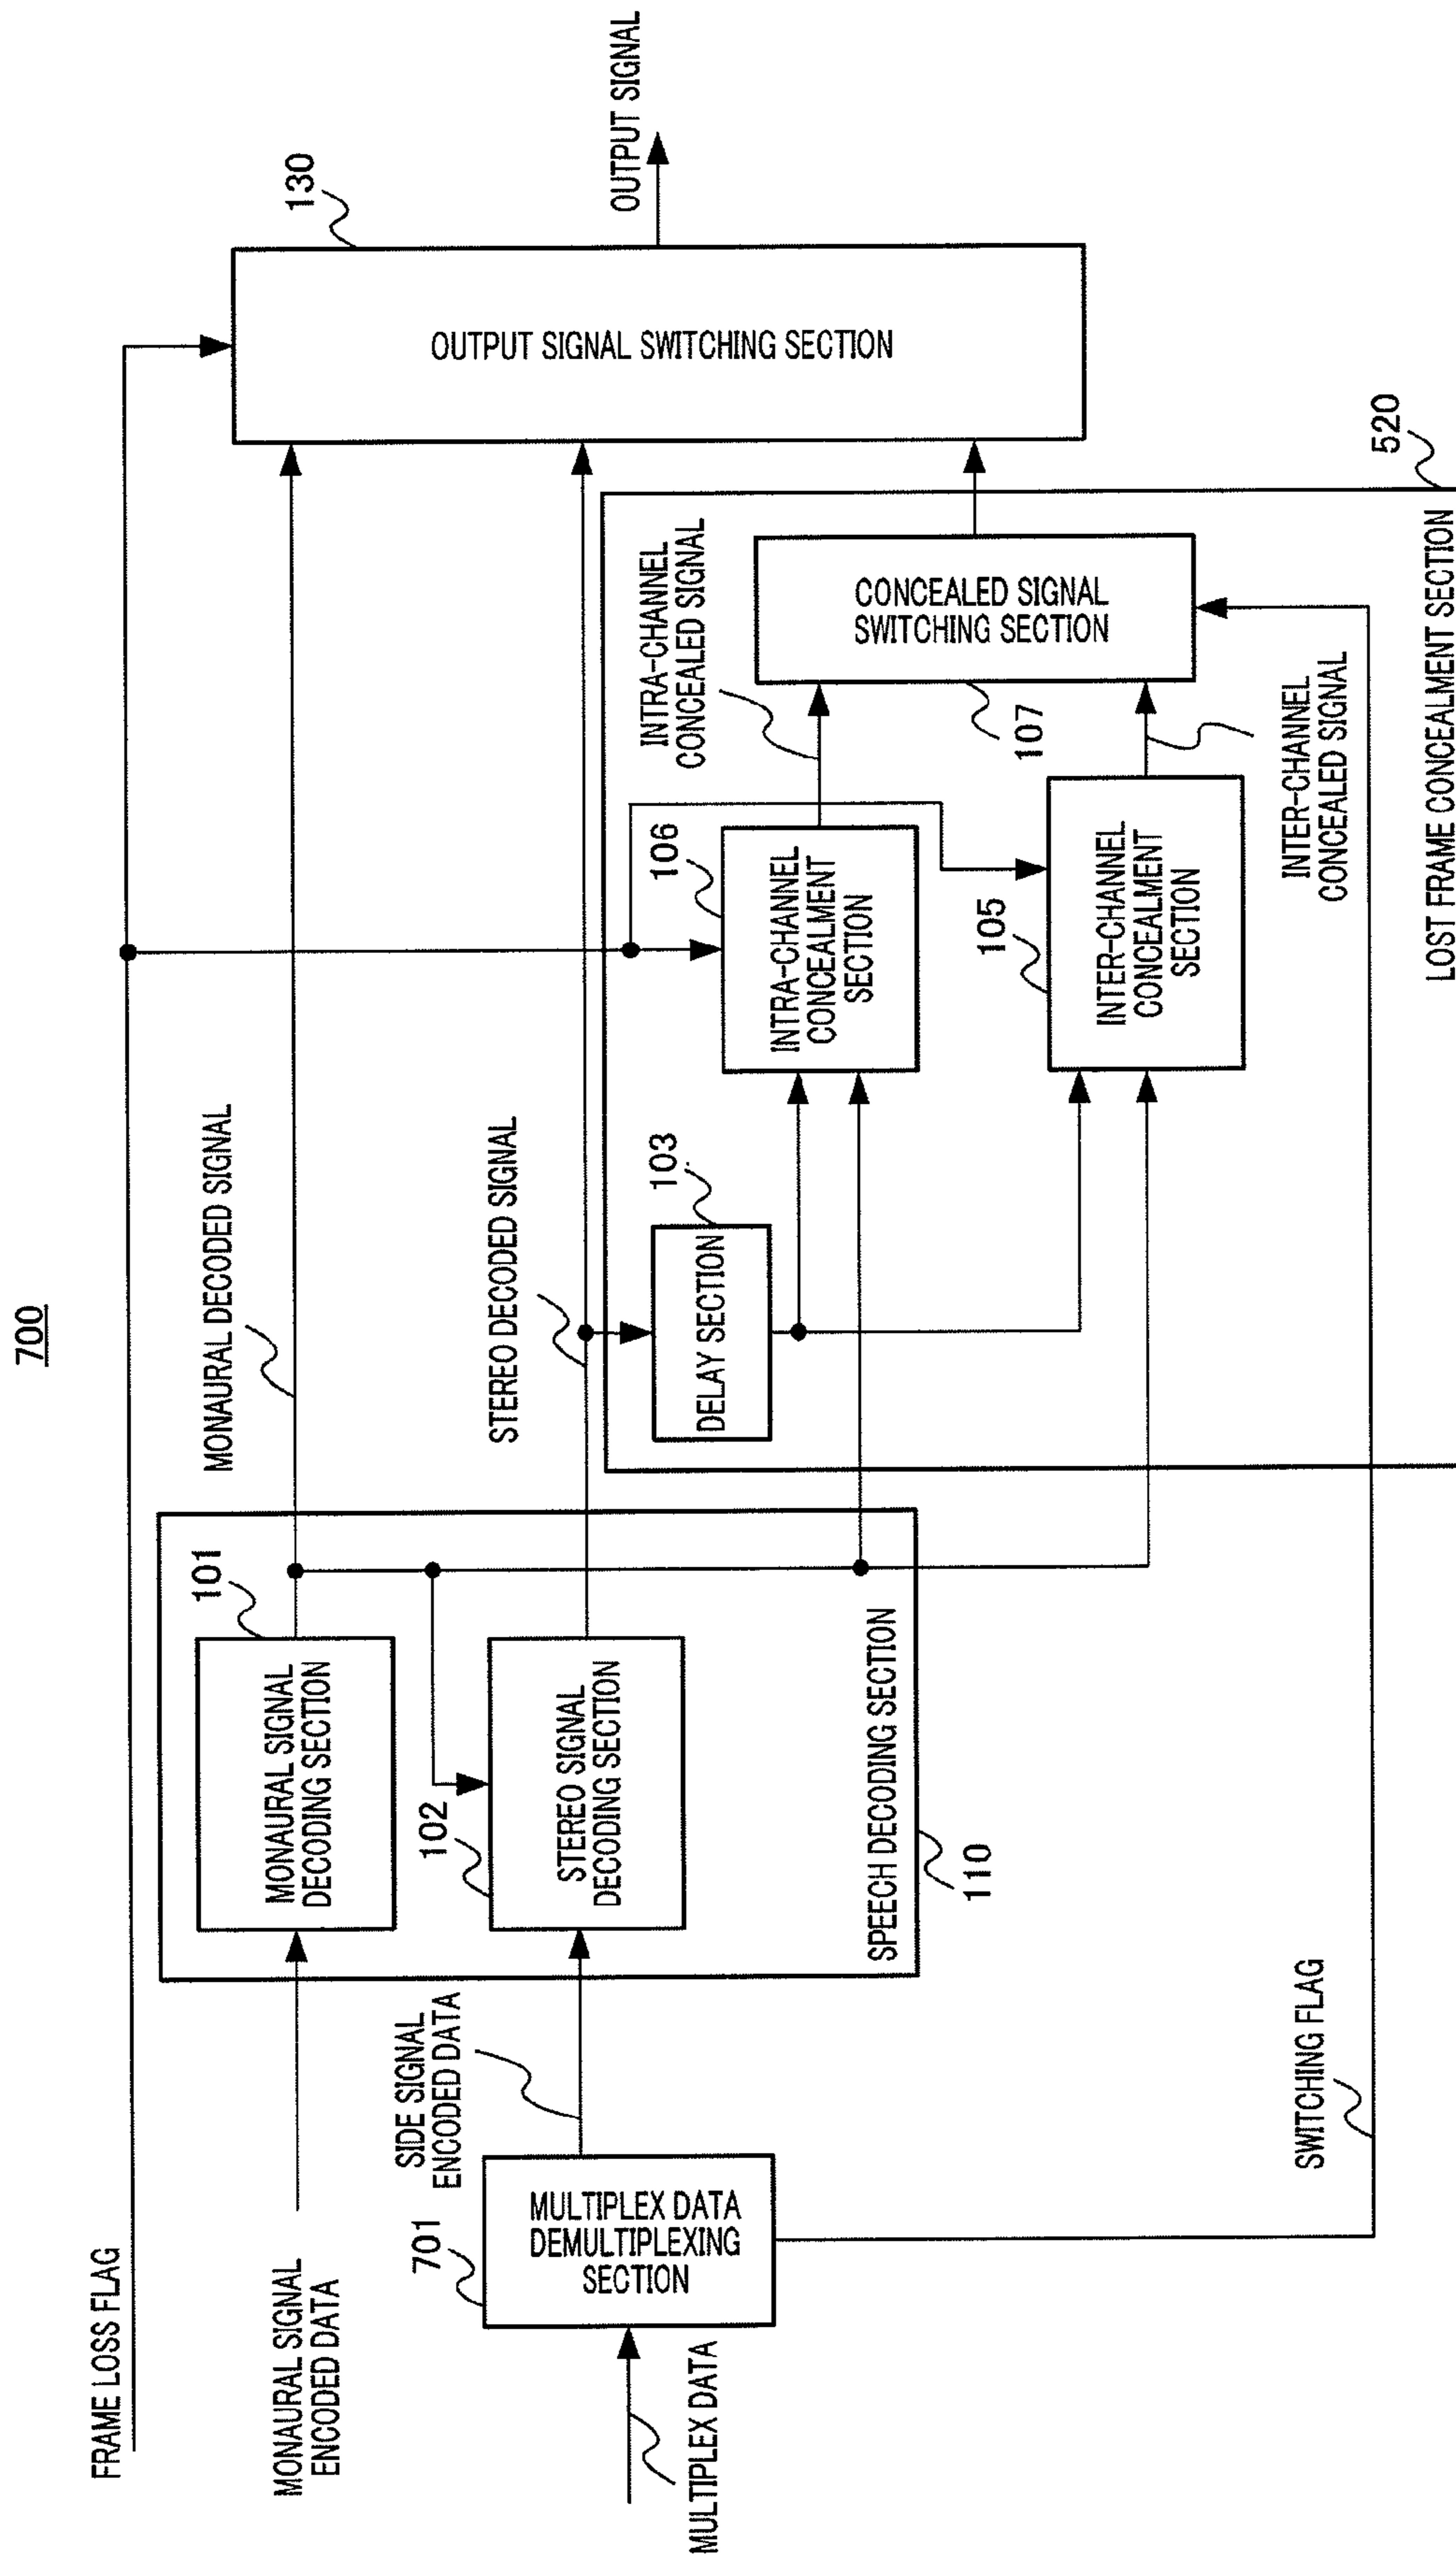 700
FRAME LOSS FLAG
MONAURAL SIGNAL
ENCODED DATA
MULTIPLEX DATA
701
MULTIPLEX DATA
DEMULTIPLEXING
SECTION
SIDE SIGNAL
ENCODED DATA
SWITCHING FLAG
101
MONAURAL SIGNAL
DECODING SECTION
102
STEREO SIGNAL
DECODING SECTION
SPEECH DECODING SECTION
110
MONAURAL DECODED SIGNAL
STEREO DECODED SIGNAL
103
DELAY SECTION
106
INTRA-CHANNEL
CONCEALMENT
SECTION
105
INTER-CHANNEL
CONCEALMENT
SECTION
INTRA-CHANNEL
CONCEALED SIGNAL
107
CONCEALED SIGNAL
SWITCHING SECTION
INTER-CHANNEL
CONCEALED SIGNAL
LOST FRAME CONCEALMENT SECTION
520
130
OUTPUT SIGNAL SWITCHING SECTION
OUTPUT SIGNAL